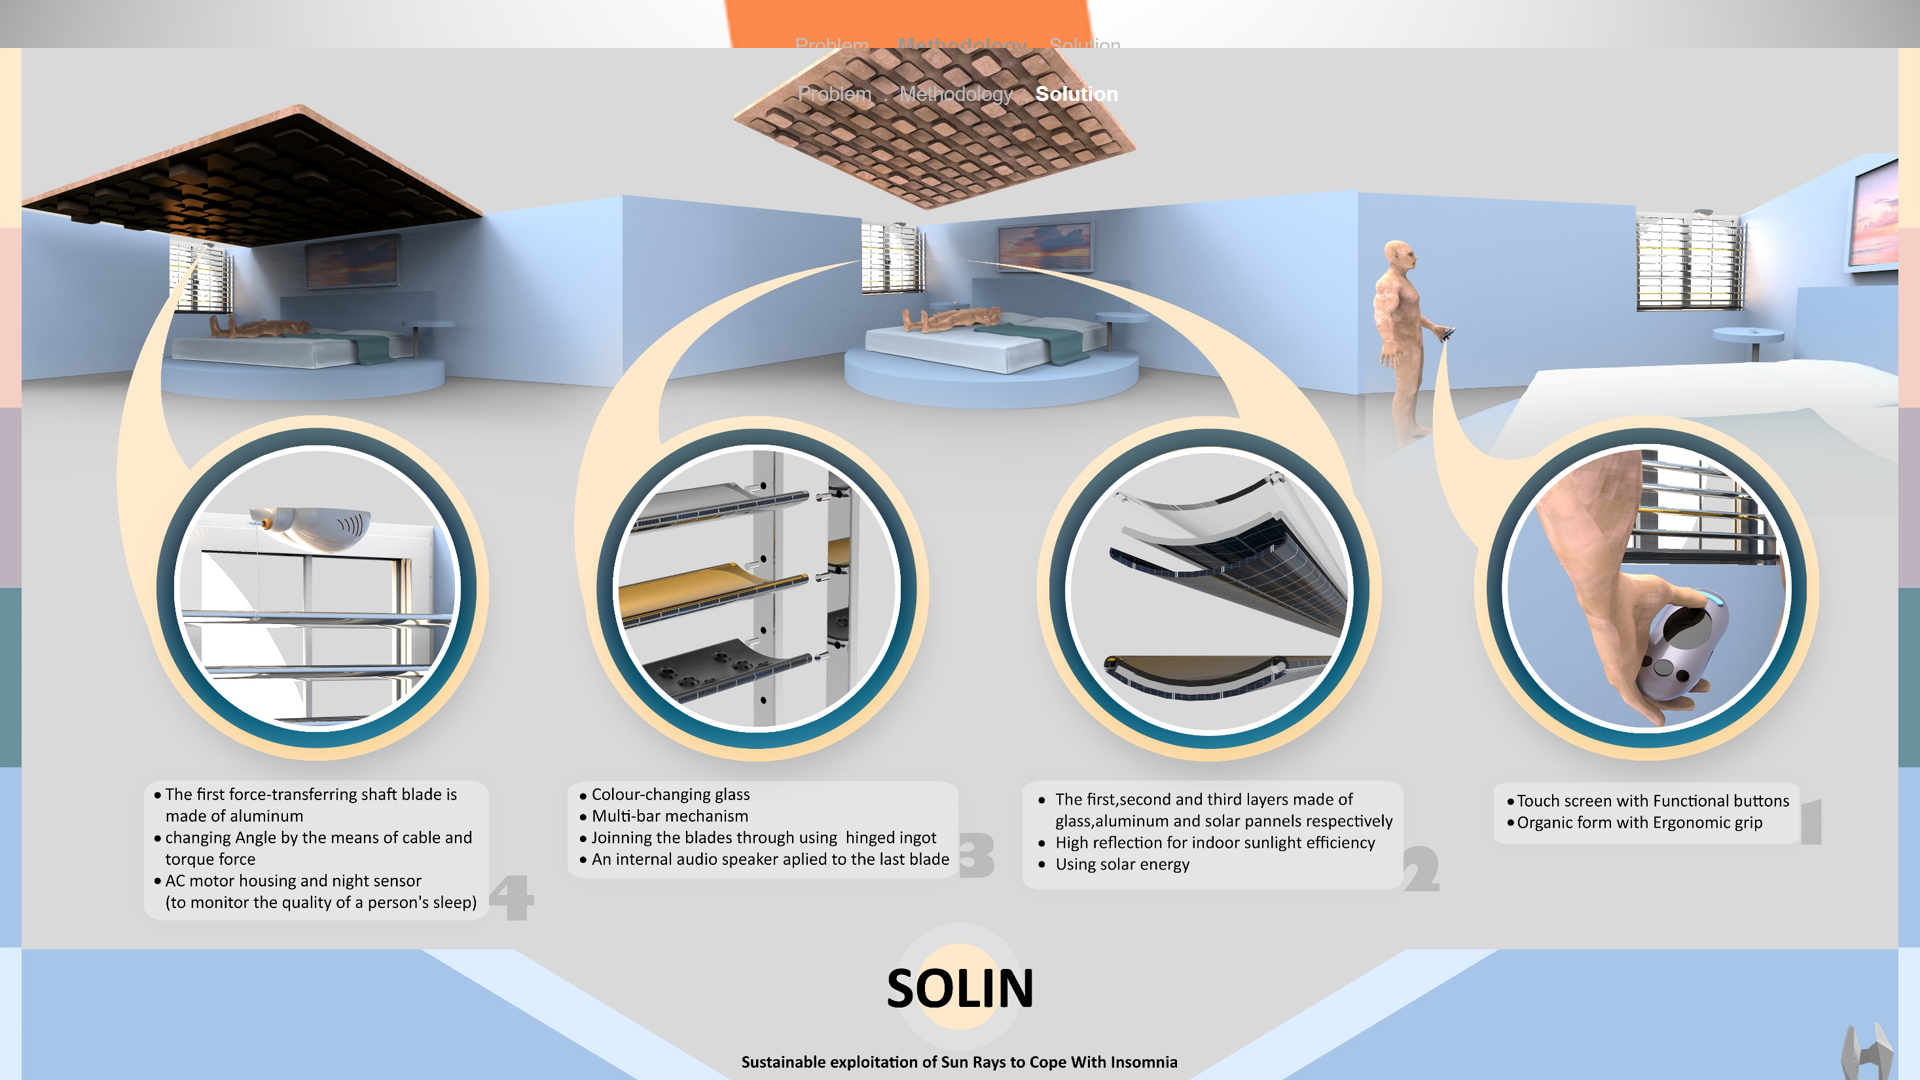 Problem Methodology Solution
Problem . Methodology Solution
• The first force-transferring shaft blade is
made of aluminum
• changing Angle by the means of cable and
torque force
• AC motor housing and night sensor
(to monitor the quality of a person's sleep)
4
• Colour-changing glass
• Multi-bar mechanism
• Joinning the blades through using hinged ingot
• An internal audio speaker aplied to the last blade
3
• The first,second and third layers made of
glass,aluminum and solar pannels respectively
• High reflection for indoor sunlight efficiency
• Using solar energy
2
• Touch screen with Functional buttons
• Organic form with Ergonomic grip
1
SOLIN
Sustainable exploitation of Sun Rays to Cope With Insomnia